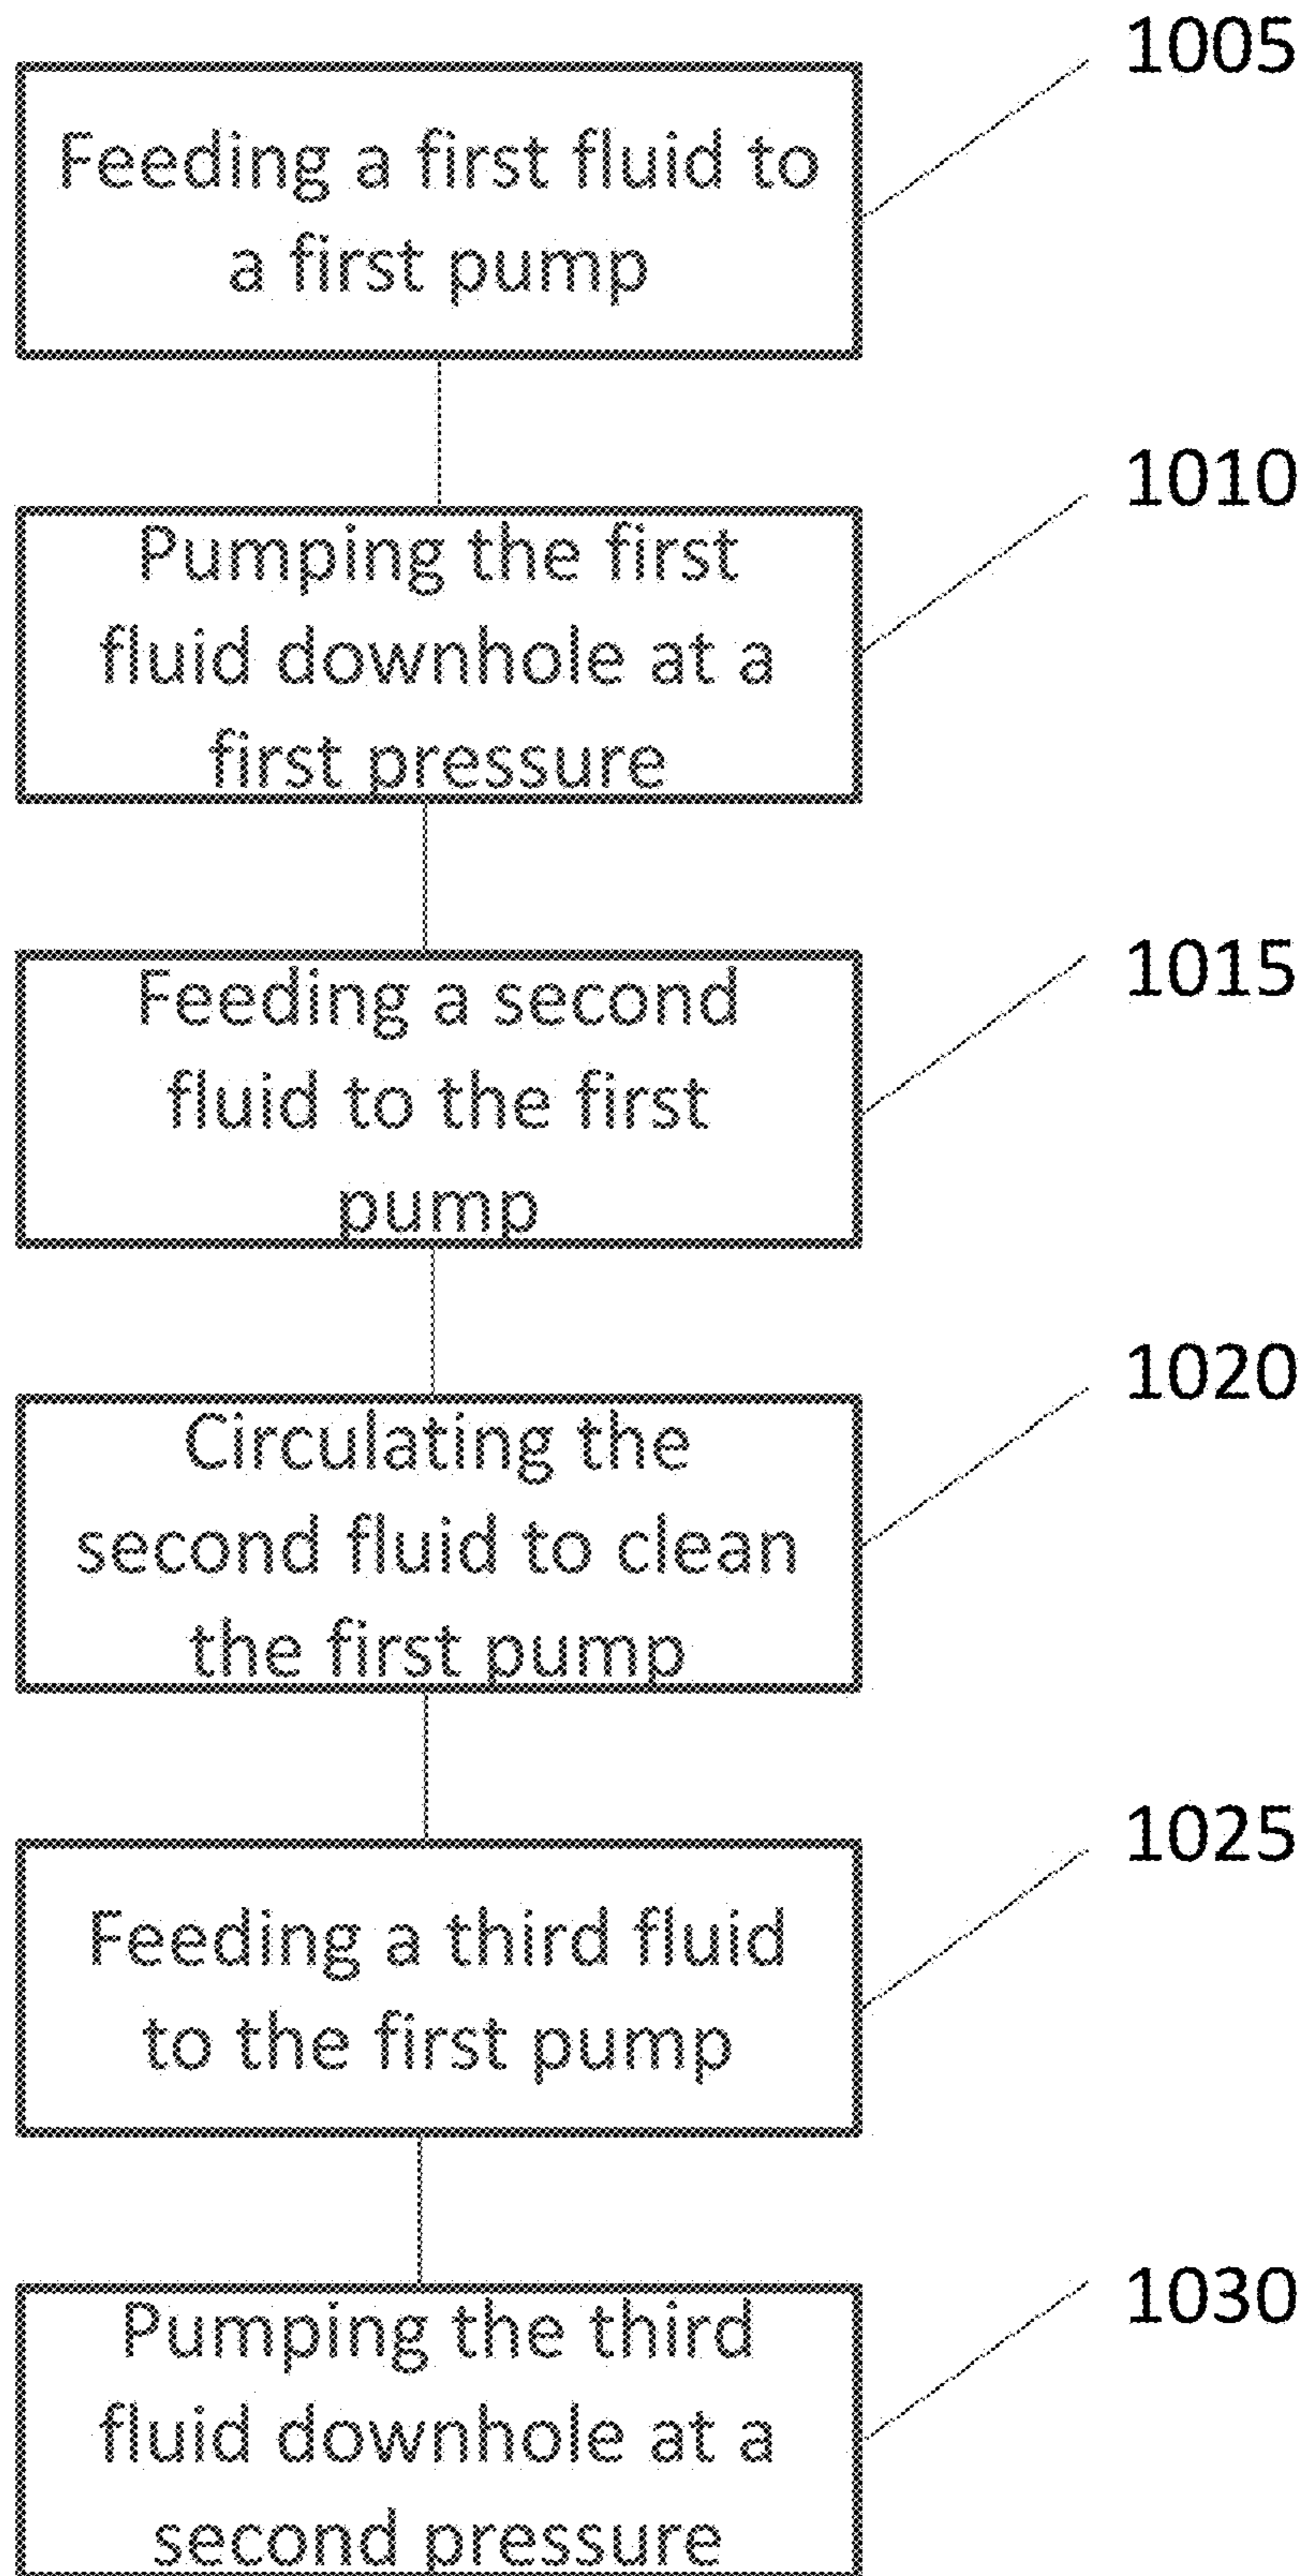 1005
Feeding a first fluid to
a first pump
1010
Pumping the first
fluid downhole at a
first pressure
1015
Feeding a second
fluid to the first
pump
1020
Circulating the
second fluid to clean
the first pump
1025
Feeding a third fluid
to the first pump
1030
Pumping the third
fluid downhole at a
second pressure